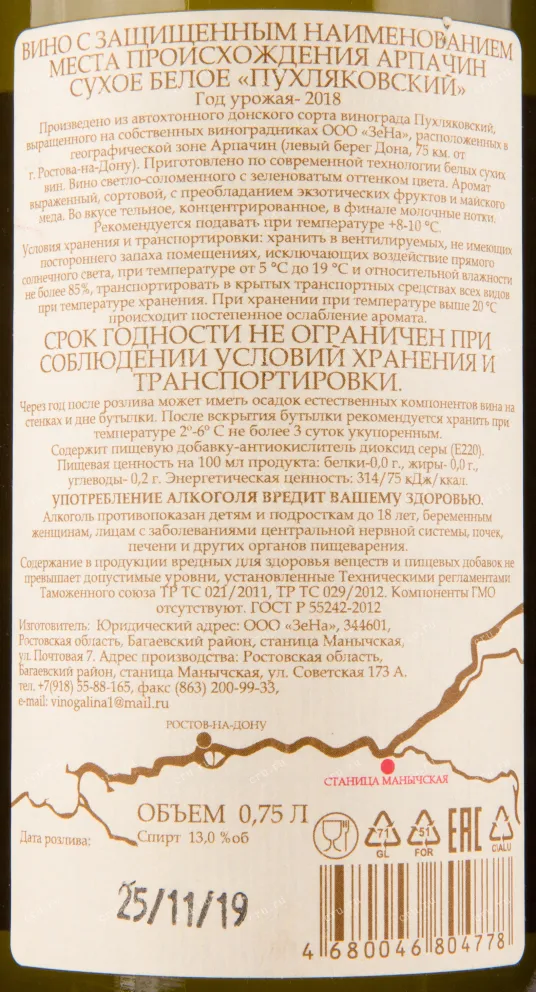 ВИНО С ЗАЩИЩЕННЫМ НАИМЕНОВАНИЕМ
МЕСТА ПРОИСХОЖДЕНИЯ АРПАЧИН
СУХОЕ БЕЛОЕ «ПУХЛЯКОВСКИЙ»
Год урожая- 2018
Произведено из автохтонного донского сорта винограда Пухляковский,
выращенного на собственных виноградниках ООО «ЗеНа», расположенных в
географической зоне Арпачин (левый берег Дона, 75 км. от
г. Ростова-на-Дону). Приготовлено по современной технологии белых сухих
вин. Вино светло-соломенного с зеленоватым оттенком цвета. Аромат
выраженный, сортовой, с преобладанием экзотических фруктов и майского
меда. Во вкусе тельное, концентрированное, в финале молочные нотки.
Рекомендуется подавать при температуре +8-10 °С.
Условия хранения и транспортировки: хранить в вентилируемых, не имеющих
постороннего запаха помещениях, исключающих воздействие прямого
солнечного света, при температуре от 5 °С до 19 °С и относительной влажности
не более 85%, транспортировать в крытых транспортных средствах всех видов
при температуре хранения. При хранении при температуре выше 20 °С
происходит постепенное ослабление аромата.
СРОК ГОДНОСТИ НЕ ОГРАНИЧЕН ПРИ
СОБЛЮДЕНИИ УСЛОВИЙ ХРАНЕНИЯ И
ТРАНСПОРТИРОВКИ.
Через год после розлива может иметь осадок естественных компонентов вина на
стенках и дне бутылки. После вскрытия бутылки рекомендуется хранить при
температуре 2°-6° С не более 3 суток укупоренным.
Содержит пищевую добавку-антиокислитель диоксид серы (Е220).
Пищевая ценность на 100 мл продукта: белки-0,0 г., жиры- 0,0 г.,
углеводы- 0,2 г. Энергетическая ценность: 314/75 кДж/ккал.
УПОТРЕБЛЕНИЕ АЛКОГОЛЯ ВРЕДИТ ВАШЕМУ ЗДОРОВЬЮ.
Алкоголь противопоказан детям и подросткам до 18 лет, беременным
женщинам, лицам с заболеваниями центральной нервной системы, почек,
печени и других органов пищеварения.
Содержание в продукции вредных для здоровья веществ и пищевых добавок не
превышает допустимые уровни, установленные Техническими регламентами
Таможенного союза ТР ТС 021/2011, ТР ТС 029/2012. Компоненты ГМО
отсутствуют. ГОСТ Р 55242-2012
Изготовитель: Юридический адрес: ООО «ЗеНа», 344601,
Ростовская область, Багаевский район, станица Манычская,
ул. Почтовая 7. Адрес производства: Ростовская область,
Багаевский район, станица Манычская, ул. Советская 173 А.
тел. +7(918) 55-88-165, факс (863) 200-99-33,
e-mail: vinogalina1@mail.ru
РОСТОВ-НА-ДОНУ
СТАНИЦА МАНЫЧСКАЯ
ОБЪЕМ 0,75 Л
Дата розлива: Спирт 13,0 %об
71 GL
51 FOR
EAC
C/ALU
25/11/19
4 680046 804778